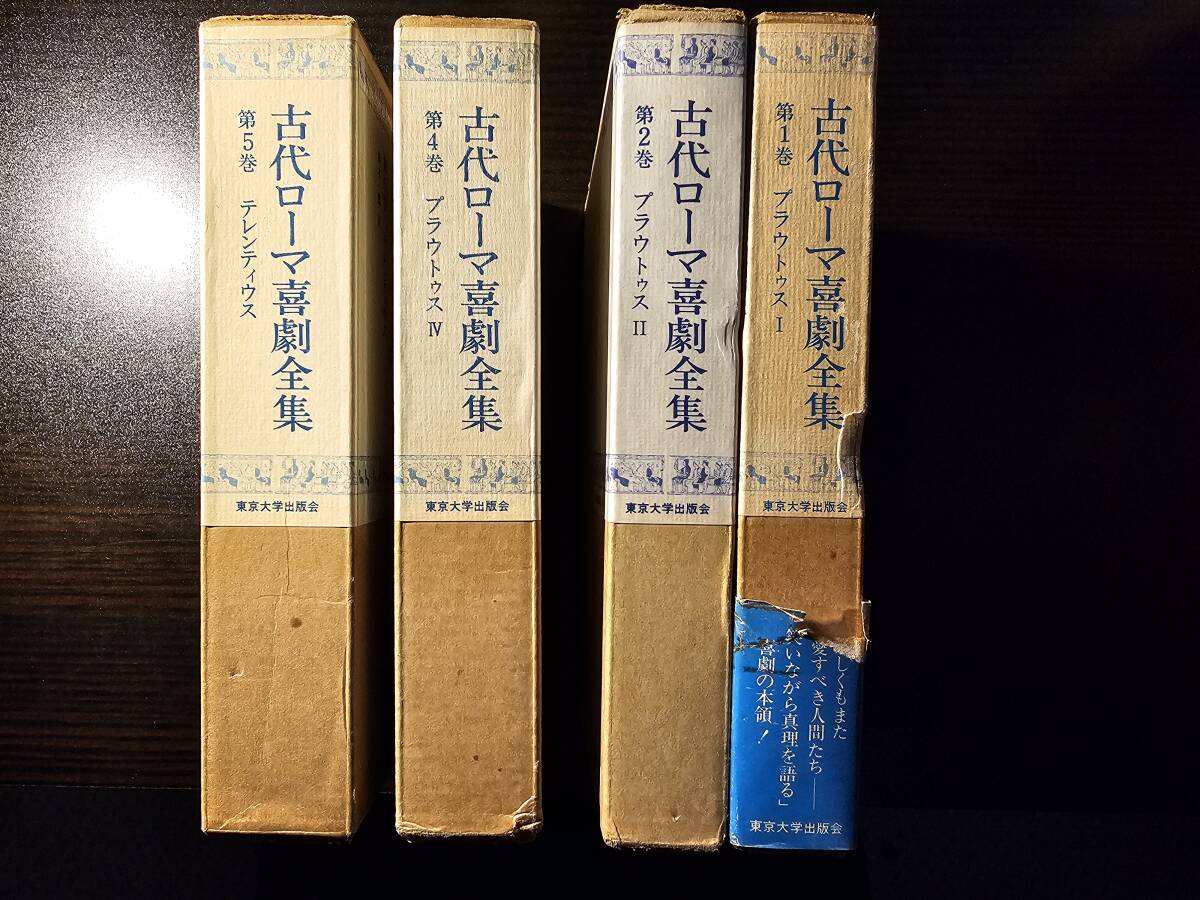 古代ローマ喜劇全集
第5巻 テレンティウス
東京大学出版会
古代ローマ喜劇全集
第4巻 プラウトゥス IV
東京大学出版会
古代ローマ喜劇全集
第2巻 プラウトゥス II
東京大学出版会
古代ローマ喜劇全集
第1巻 プラウトゥス I
東京大学出版会
しくもまた
愛すべき人間たち――
笑いながら真理を語る」
喜劇の本領!
東京大学出版会